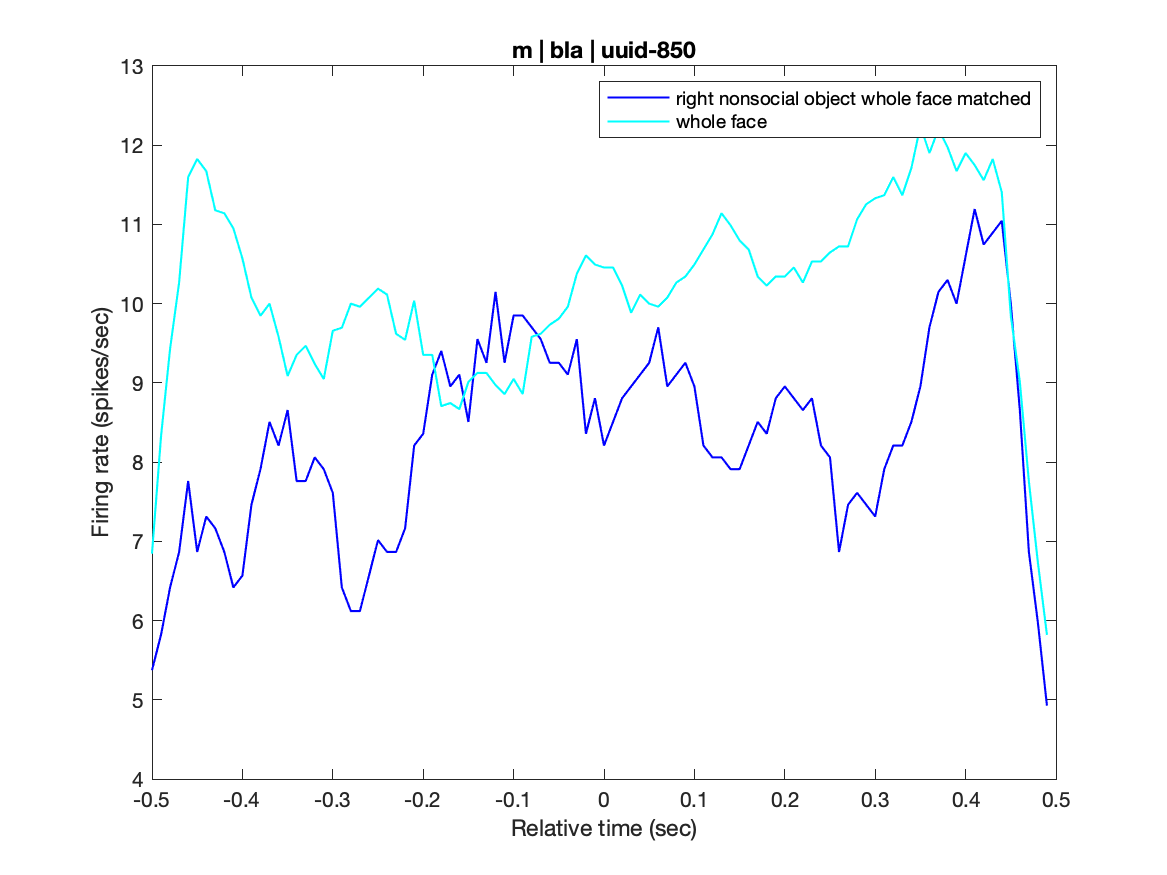 m | bla | uuid-850
right nonsocial object whole face matched
whole face
Firing rate (spikes/sec)
13
12
11
10
9
8
7
6
5
4
-0.5 -0.4 -0.3 -0.2 -0.1 0 0.1 0.2 0.3 0.4 0.5
Relative time (sec)